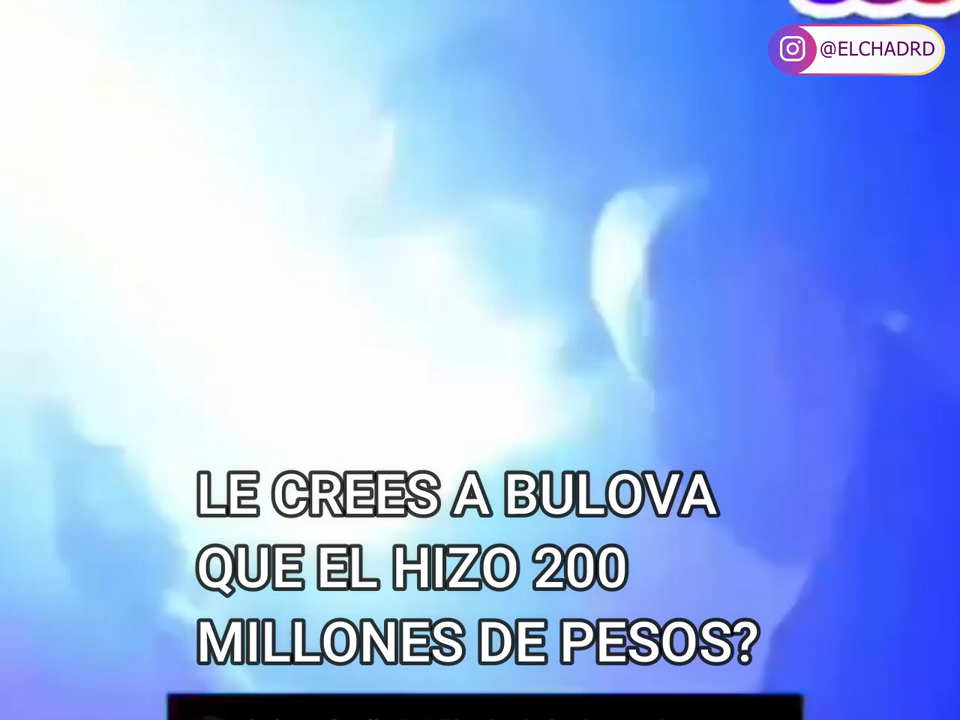 @ELCHADRD
LE CREES A BULOVA
QUE EL HIZO 200
MILLONES DE PESOS?